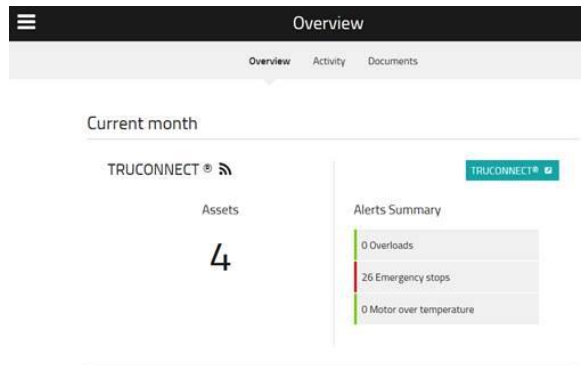 Overview
Overview Activity Documents
Current month
TRUCONNECT ®
TRUCONNECT®
Assets
4
Alerts Summary
0 Overloads
26 Emergency stops
0 Motor over temperature